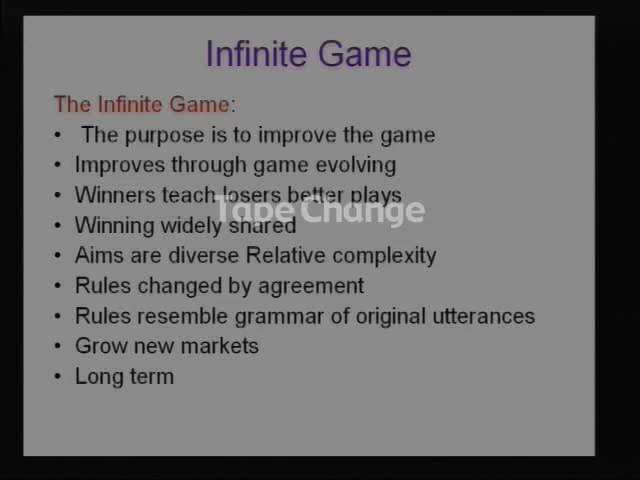 Infinite Game
The Infinite Game:
• The purpose is to improve the game
• Improves through game evolving
• Winners teach losers better plays
Tape Change
• Winning widely shared
• Aims are diverse Relative complexity
• Rules changed by agreement
• Rules resemble grammar of original utterances
• Grow new markets
• Long term